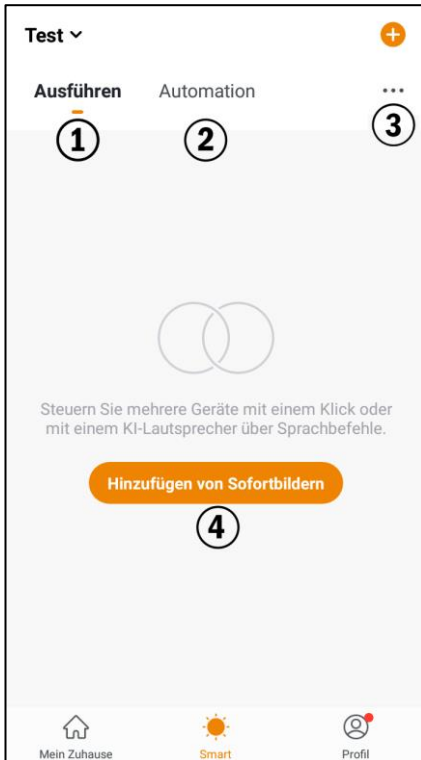 Test
Ausführen Automation
1 2 3
Steuern Sie mehrere Geräte mit einem Klick oder
mit einem KI-Lautsprecher über Sprachbefehle.
Hinzufügen von Sofortbildern
4
Mein Zuhause Smart Profil